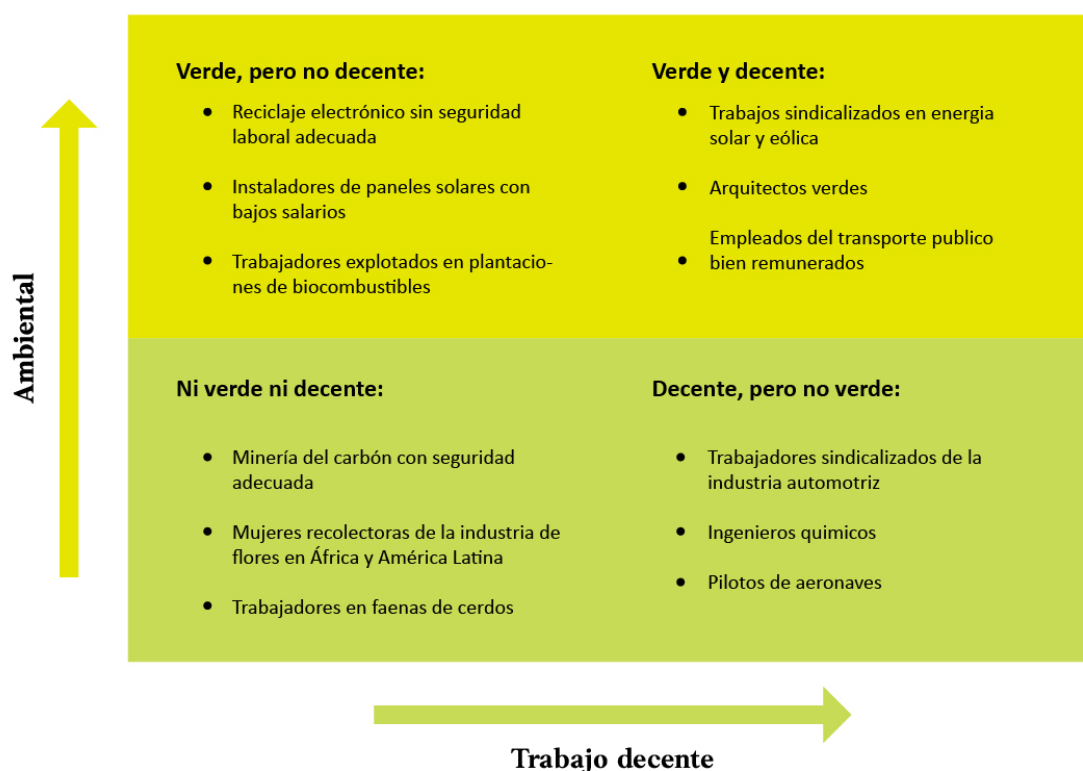 Verde, pero no decente:
Reciclaje electrónico sin seguridad
laboral adecuada
Instaladores de paneles solares con
bajos salarios
Trabajadores explotados en plantacio-
nes de biocombustibles
Verde y decente:
Trabajos sindicalizados en energia
solar y eólica
Arquitectos verdes
Empleados del transporte publico
bien remunerados
Ambiental
Ni verde ni decente:
Minería del carbón con seguridad
adecuada
Mujeres recolectoras de la industria de
flores en África y América Latina
Trabajadores en faenas de cerdos
Decente, pero no verde:
Trabajadores sindicalizados de la
industria automotriz
Ingenieros quimicos
Pilotos de aeronaves
Trabajo decente